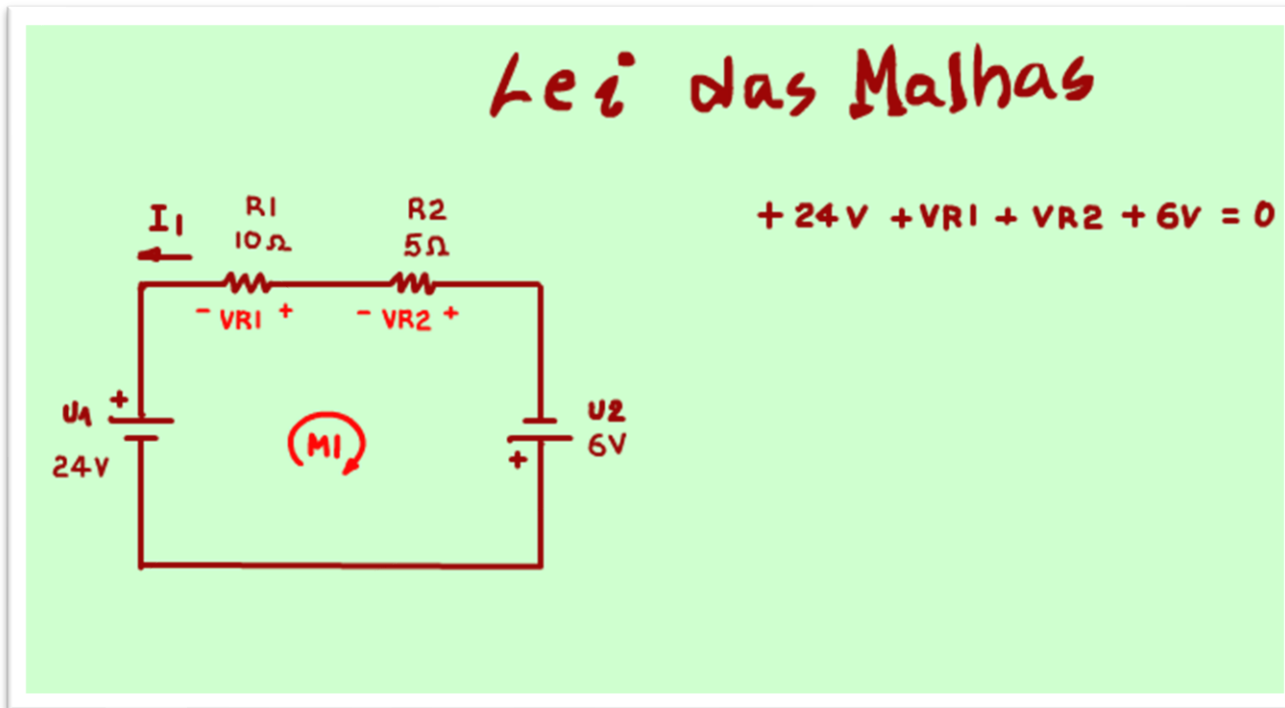 Lei das Malhas
+ 24V + VR1 + VR2 + 6V = 0
I1
R1
10Ω
R2
5Ω
- VR1 +
- VR2 +
+
U1
24V
M1
U2
6V
+